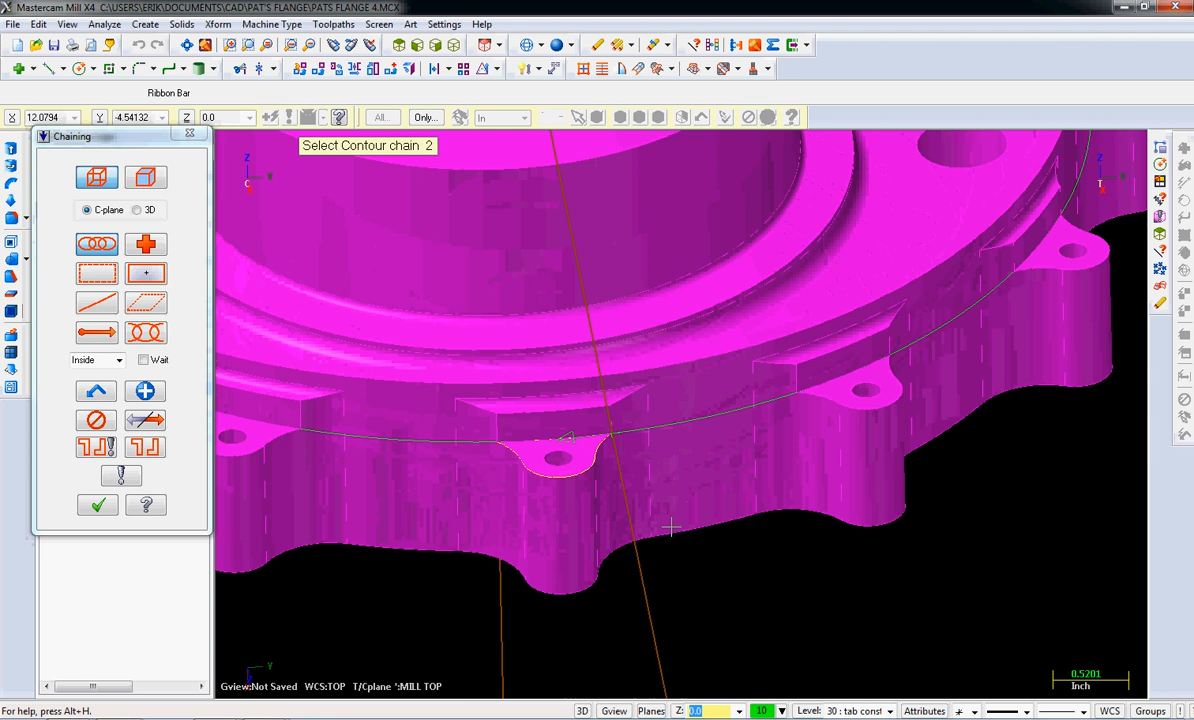 Mastercam Mill X4 C:\USERS\ERIK\DOCUMENTS\CAD\PAT'S FLANGE\PATS FLANGE 4.MCX
File Edit View Analyze Create Solids Xform Machine Type Toolpaths Screen Art Settings Help
Ribbon Bar
X 12.0794 Y -4.54132 Z 0.0 All... Only... In
Chaining
Select Contour chain 2
C-plane 3D
Inside Wait
Z
C
X
Z
T
X
Y
Gview:Not Saved WCS:TOP T/Cplane ':MILL TOP
0.5201
Inch
For help, press Alt+H. 3D Gview Planes Z: 0.0 10 Level: 30 : tab const Attributes WCS Groups